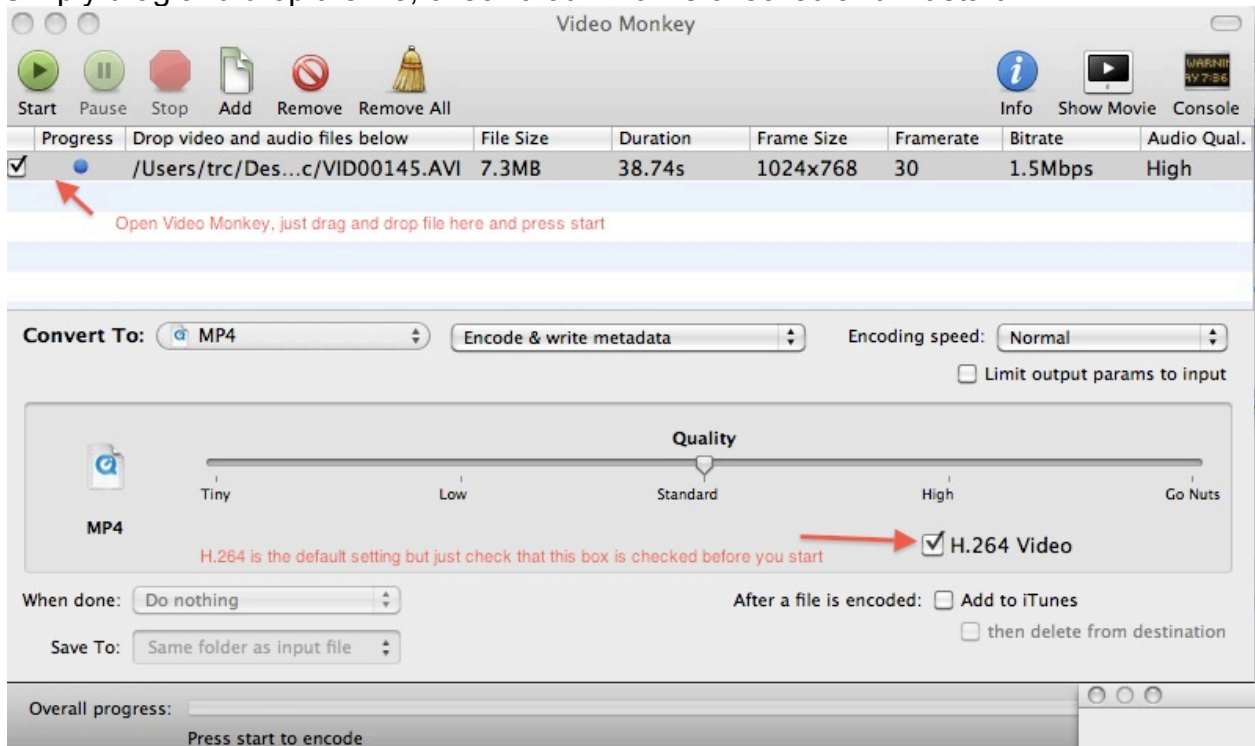 Video Monkey
Start Pause Stop Add Remove Remove All Info Show Movie Console
Progress Drop video and audio files below File Size Duration Frame Size Framerate Bitrate Audio Qual.
/Users/trc/Des...c/VID00145.AVI 7.3MB 38.74s 1024x768 30 1.5Mbps High
Open Video Monkey, just drag and drop file here and press start
Convert To: MP4 Encode & write metadata Encoding speed: Normal
Limit output params to input
Quality
Tiny Low Standard High Go Nuts
MP4
H.264 Video
H.264 is the default setting but just check that this box is checked before you start
When done: Do nothing After a file is encoded: Add to iTunes
then delete from destination
Save To: Same folder as input file
Overall progress:
Press start to encode